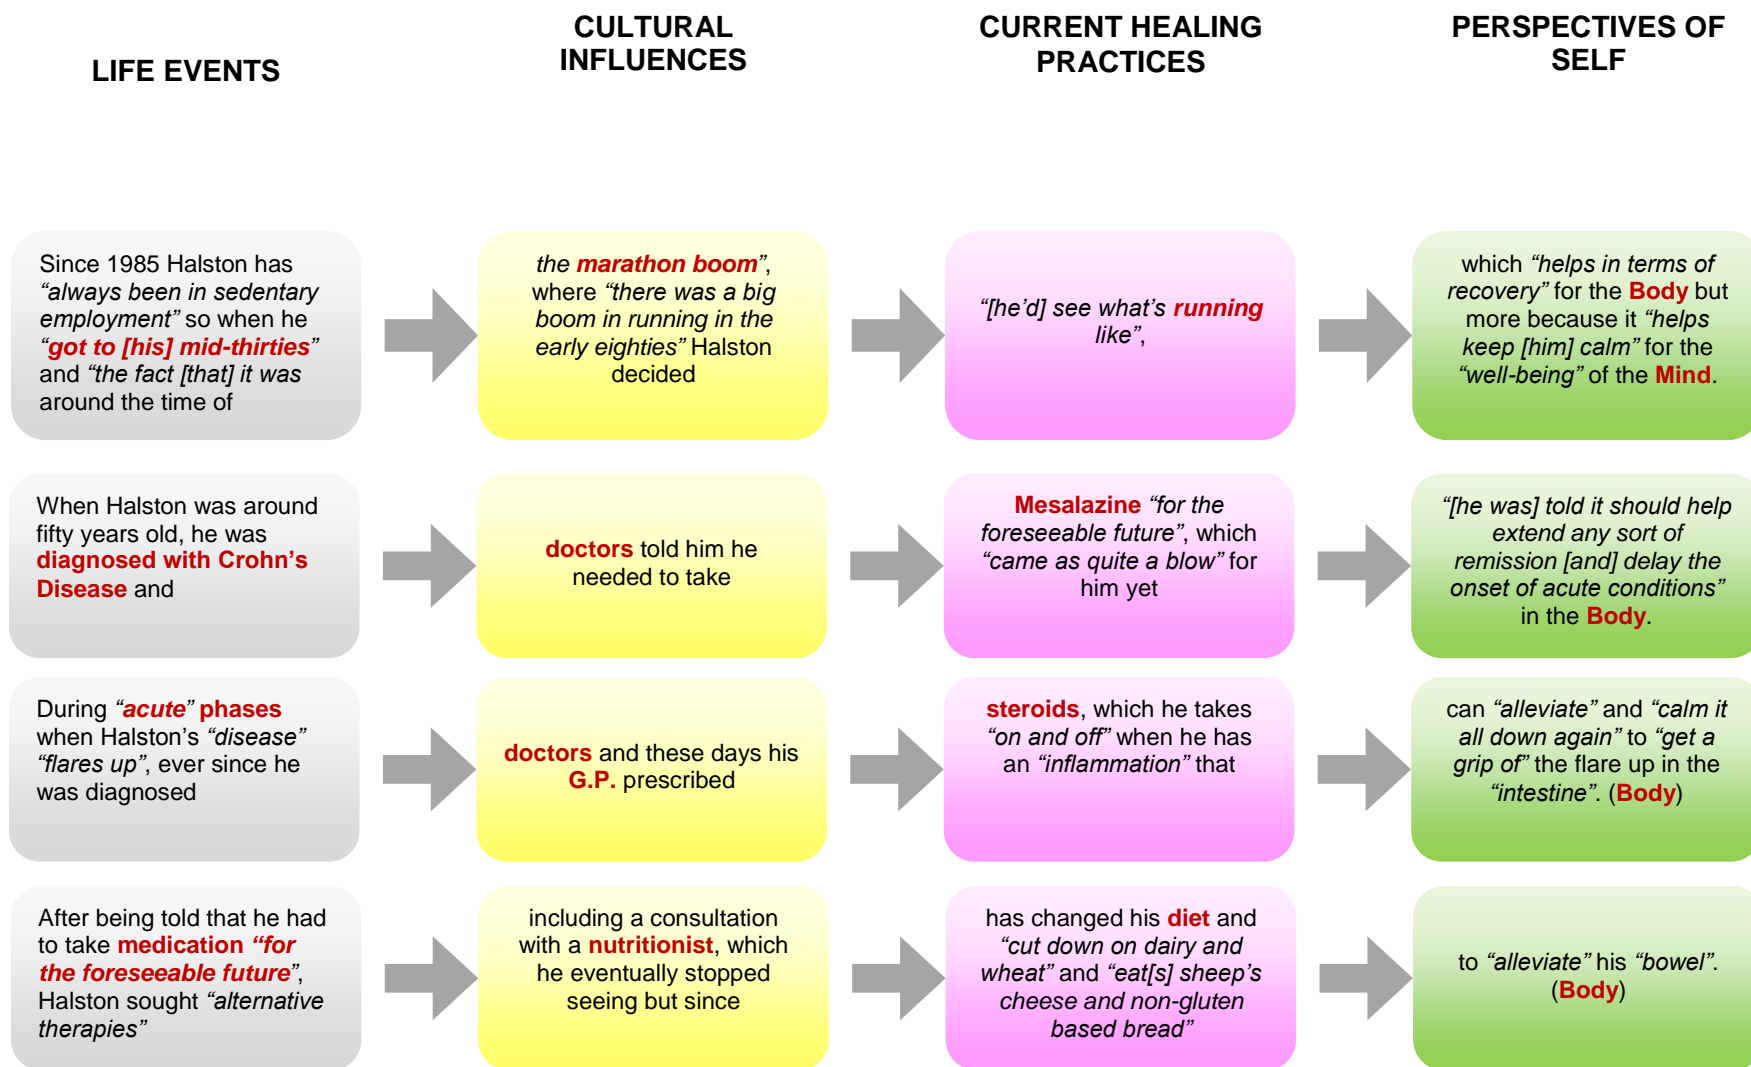 LIFE EVENTS
CULTURAL
INFLUENCES
CURRENT HEALING
PRACTICES
PERSPECTIVES OF
SELF
Since 1985 Halston has
“always been in sedentary
employment” so when he
“got to [his] mid-thirties”
and “the fact [that] it was
around the time of
the marathon boom”,
where “there was a big
boom in running in the
early eighties” Halston
decided
“[he’d] see what’s running
like”,
which “helps in terms of
recovery” for the Body but
more because it “helps
keep [him] calm” for the
“well-being” of the Mind.
When Halston was around
fifty years old, he was
diagnosed with Crohn’s
Disease and
doctors told him he
needed to take
Mesalazine “for the
foreseeable future”, which
“came as quite a blow” for
him yet
“[he was] told it should help
extend any sort of
remission [and] delay the
onset of acute conditions”
in the Body.
During “acute” phases
when Halston’s “disease”
“flares up”, ever since he
was diagnosed
doctors and these days his
G.P. prescribed
steroids, which he takes
“on and off” when he has
an “inflammation” that
can “alleviate” and “calm it
all down again” to “get a
grip of” the flare up in the
“intestine”. (Body)
After being told that he had
to take medication “for
the foreseeable future”,
Halston sought “alternative
therapies”
including a consultation
with a nutritionist, which
he eventually stopped
seeing but since
has changed his diet and
“cut down on dairy and
wheat” and “eat[s] sheep’s
cheese and non-gluten
based bread”
to “alleviate” his “bowel”.
(Body)